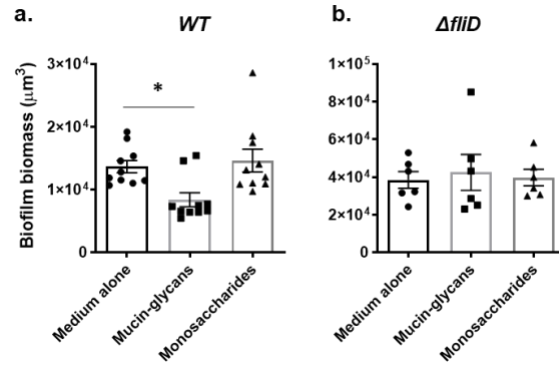 a.
WT
Biofilm biomass (μm³)
3×10⁴
2×10⁴
1×10⁴
0
*
Medium alone
Mucin-glycans
Monosaccharides
b.
ΔfliD
1×10⁵
8×10⁴
6×10⁴
4×10⁴
2×10⁴
0
Medium alone
Mucin-glycans
Monosaccharides